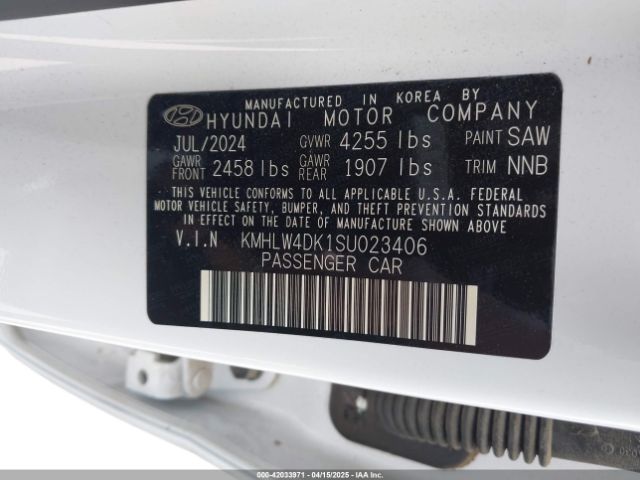 MANUFACTURED IN KOREA BY
HYUNDAI MOTOR COMPANY
JUL/2024 GVWR 4255 lbs PAINT SAW
GAWR FRONT 2458 lbs GAWR REAR 1907 lbs TRIM NNB
THIS VEHICLE CONFORMS TO ALL APPLICABLE U.S.A. FEDERAL
MOTOR VEHICLE SAFETY, BUMPER, AND THEFT PREVENTION STANDARDS
IN EFFECT ON THE DATE OF MANUFACTURE SHOWN ABOVE
V.I.N KMHLW4DK1SU023406
PASSENGER CAR
000-42033971 - 04/15/2025 - IAA Inc.